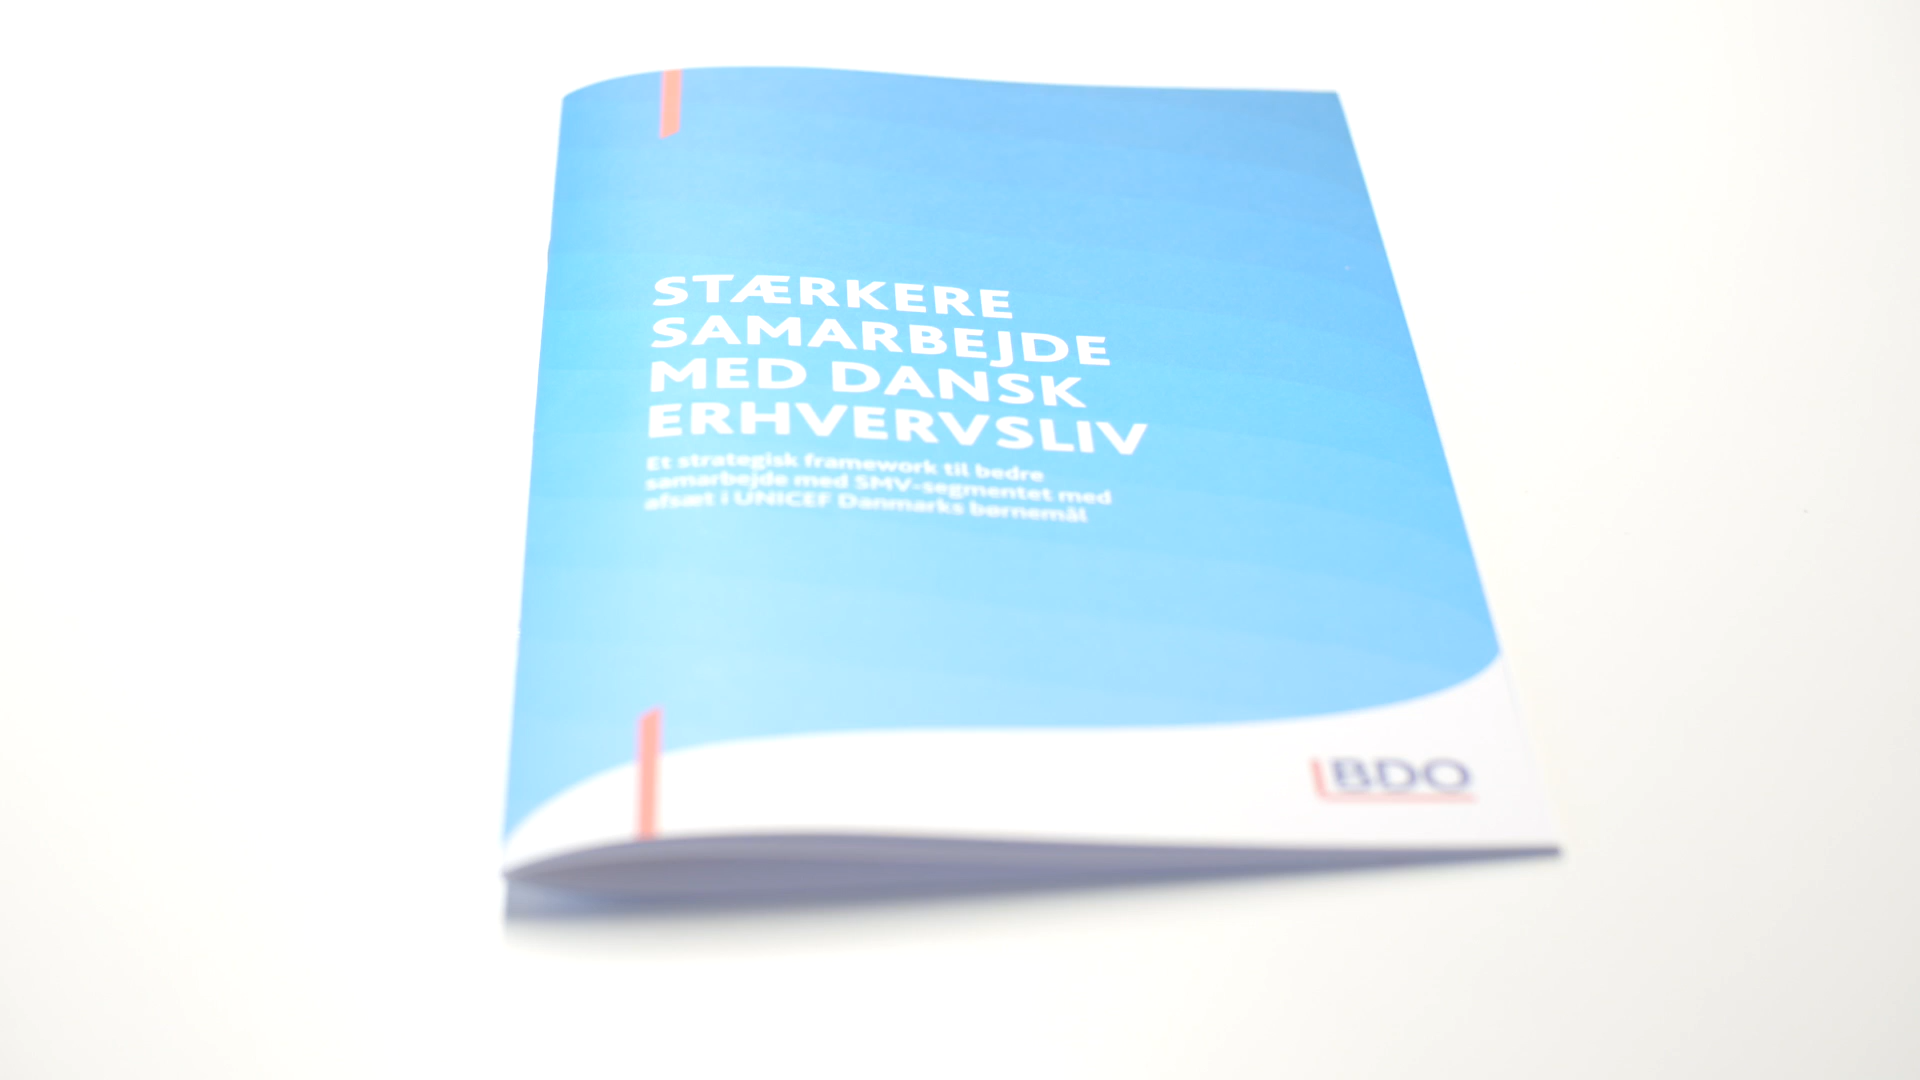 STÆRKERE
SAMARBEJDE
MED DANSK
ERHVERVSLIV
Et strategisk framework til bedre
samarbejde med SMV-segmentet med
afsæt i UNICEF Danmarks børnemål
BDO